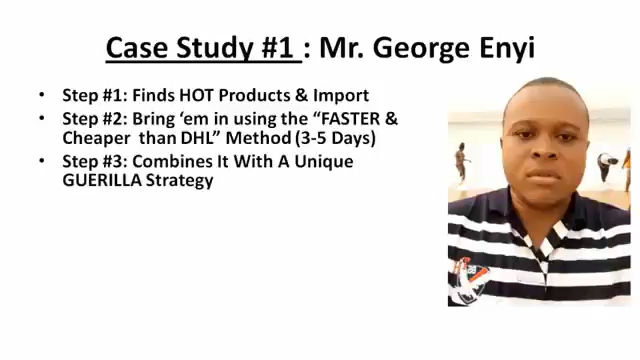 Case Study #1 : Mr. George Enyi
• Step #1: Finds HOT Products & Import
• Step #2: Bring ‘em in using the “FASTER &
Cheaper than DHL” Method (3-5 Days)
• Step #3: Combines It With A Unique
GUERILLA Strategy